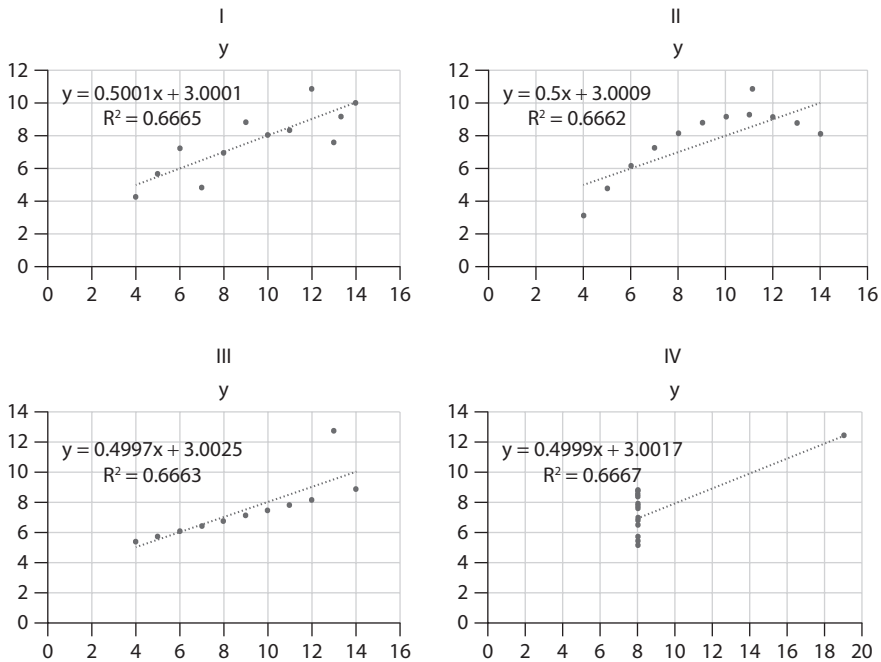 I
y
12
10
8
6
4
2
0
0 2 4 6 8 10 12 14 16
y = 0.5001x + 3.0001
R² = 0.6665
II
y
12
10
8
6
4
2
0
0 2 4 6 8 10 12 14 16
y = 0.5x + 3.0009
R² = 0.6662
III
y
14
12
10
8
6
4
2
0
0 2 4 6 8 10 12 14 16
y = 0.4997x + 3.0025
R² = 0.6663
IV
y
14
12
10
8
6
4
2
0
0 2 4 6 8 10 12 14 16 18 20
y = 0.4999x + 3.0017
R² = 0.6667